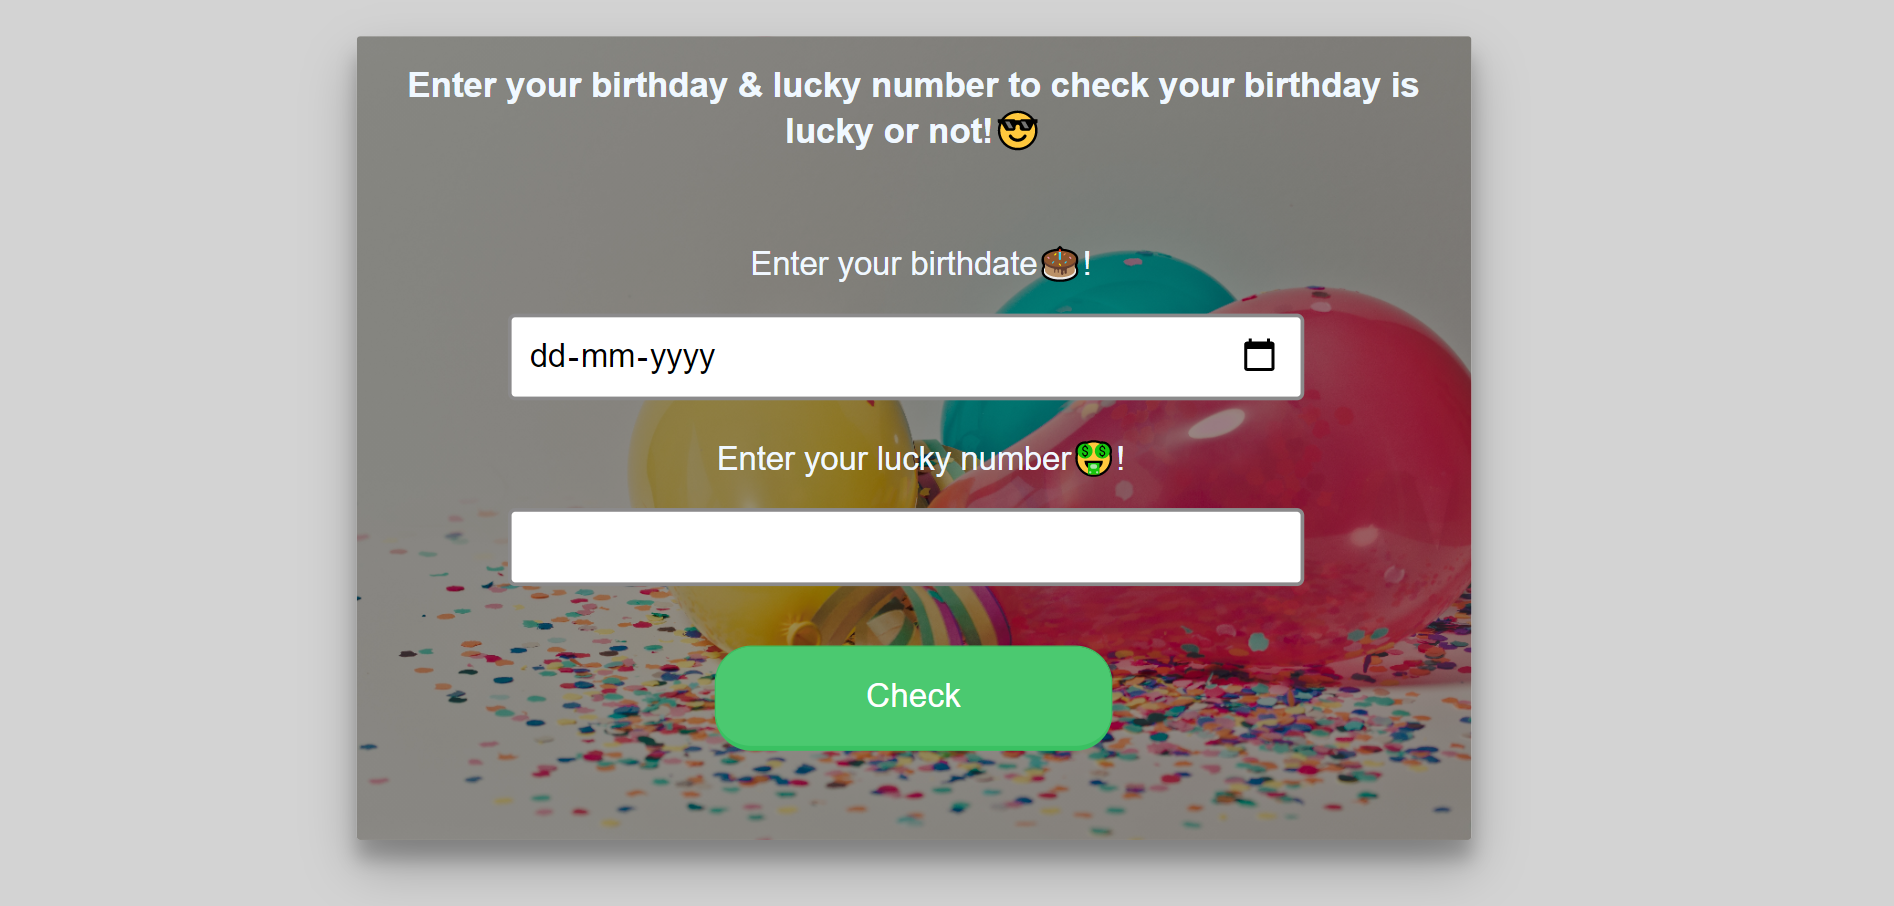 Enter your birthday & lucky number to check your birthday is
lucky or not!😎
Enter your birthdate🎂!
dd-mm-yyyy
Enter your lucky number🤑!
Check